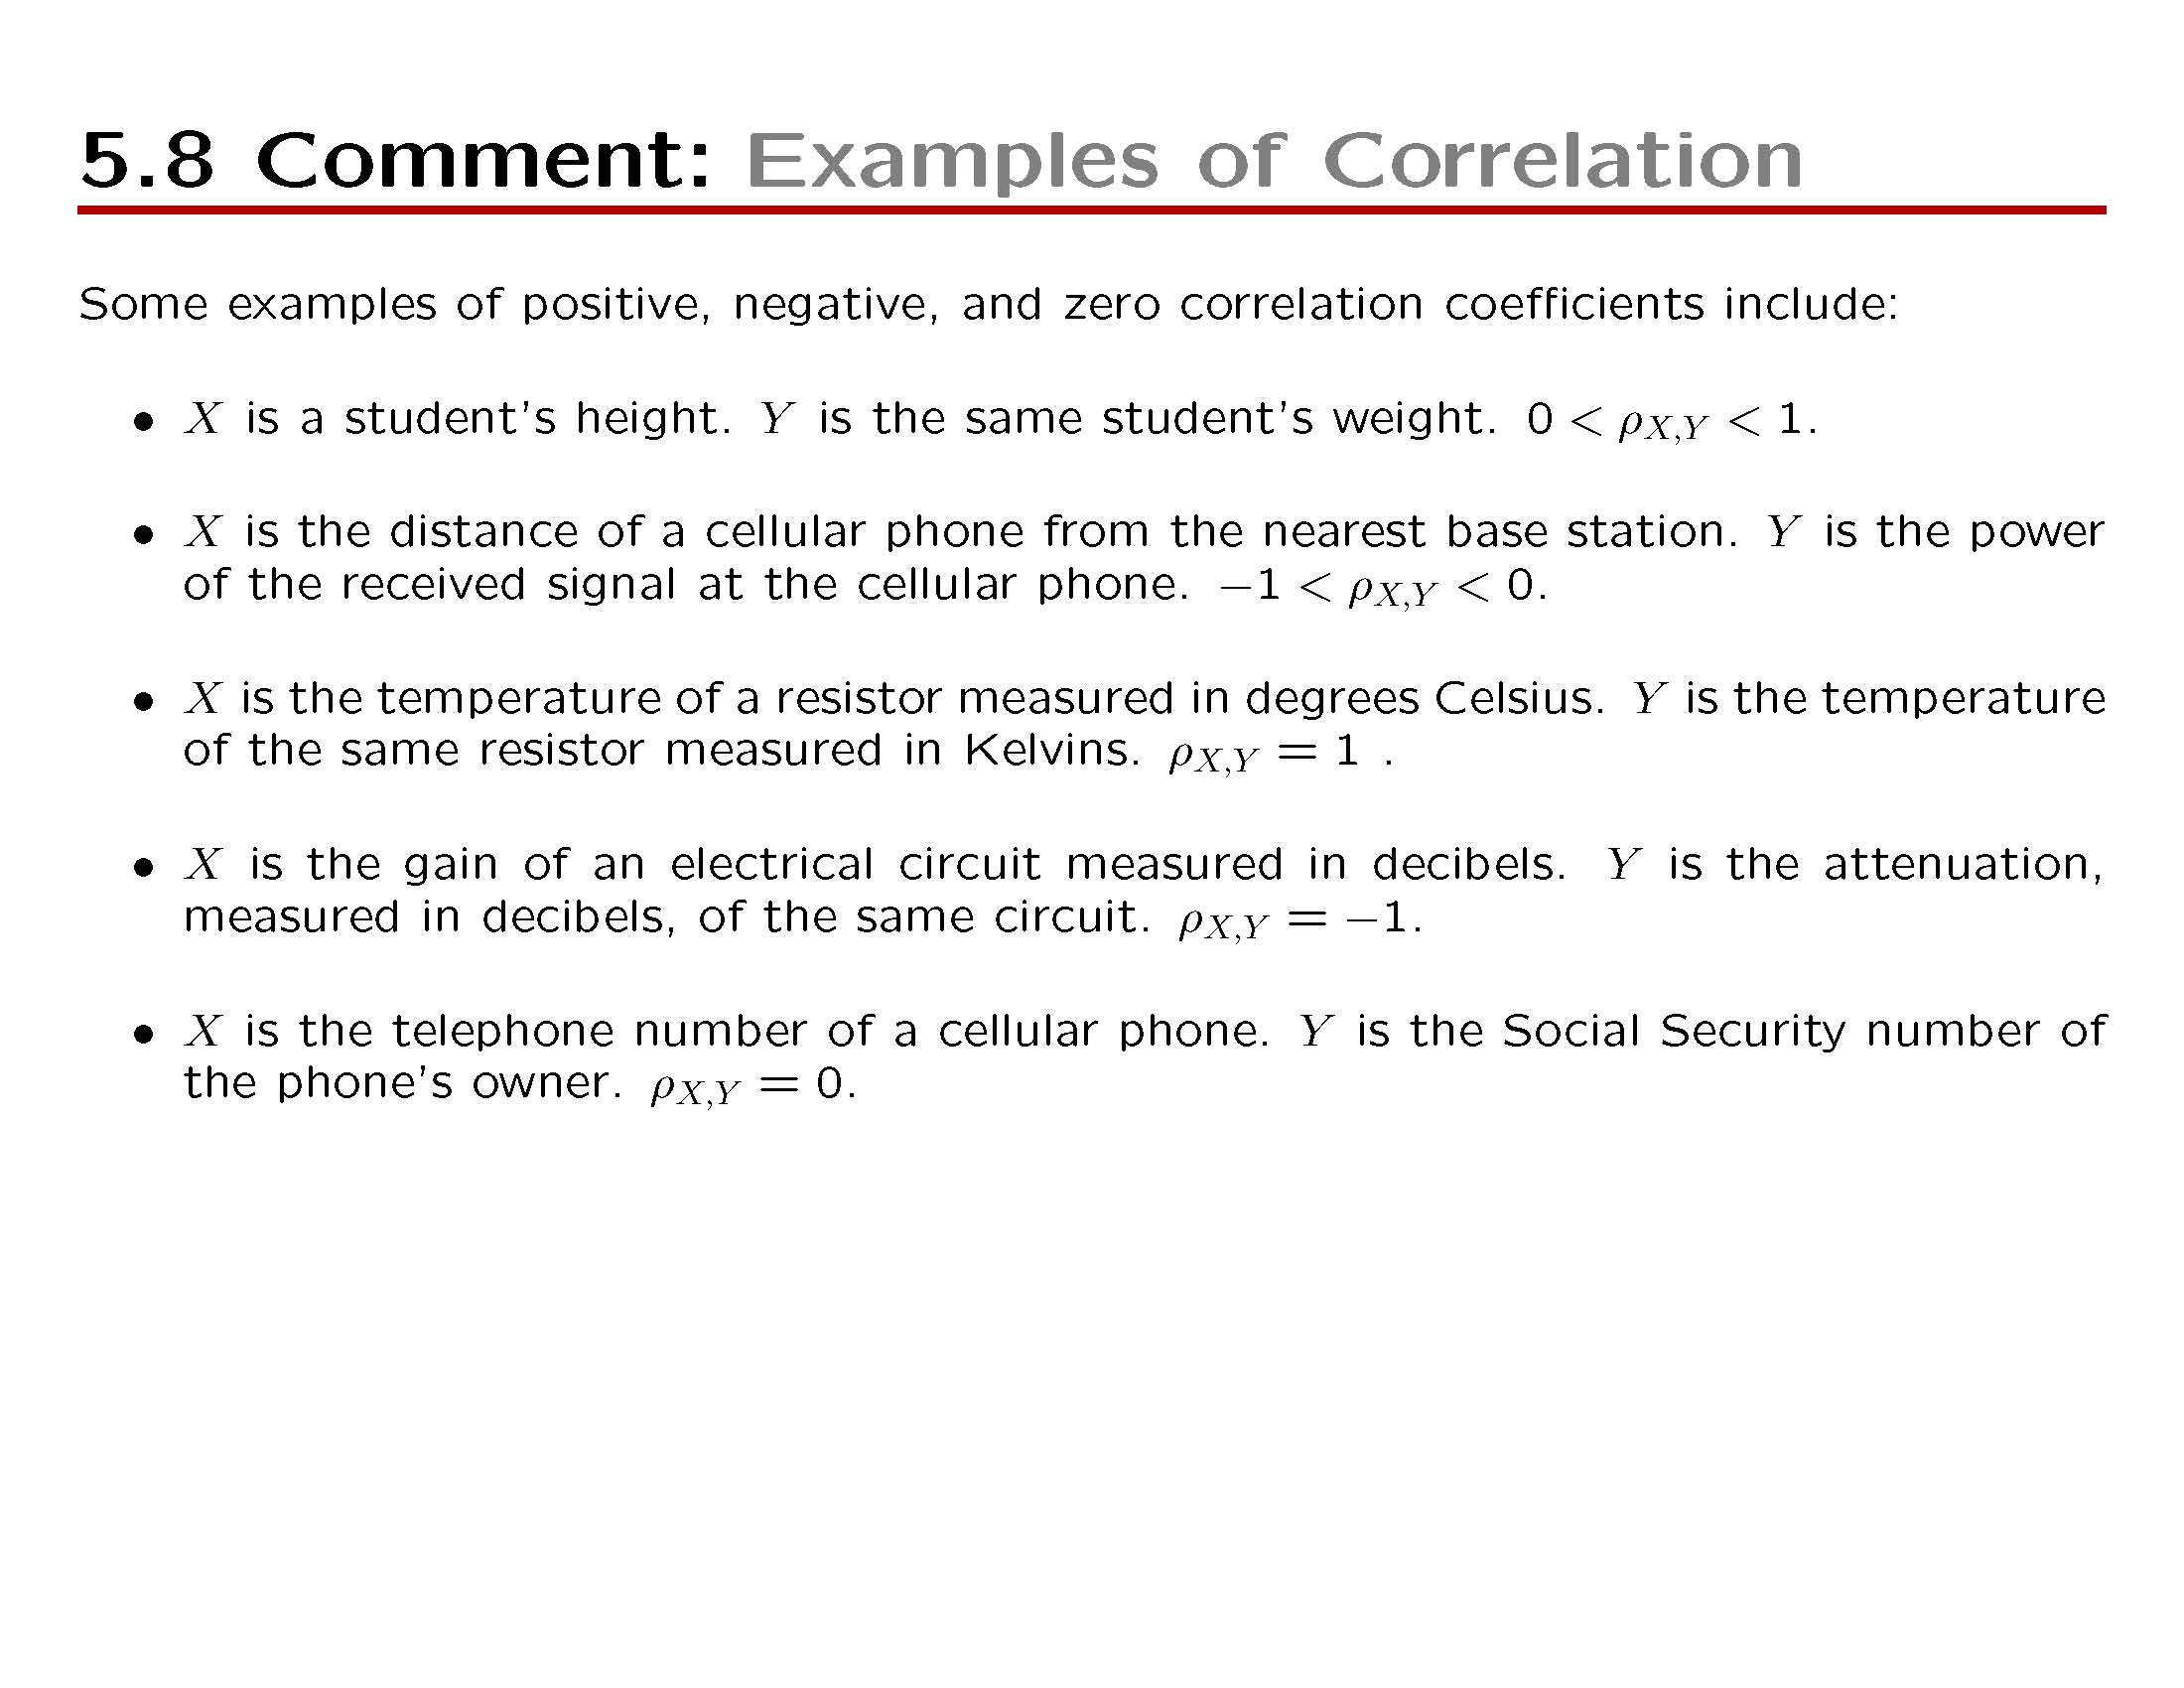 5.8 Comment: Examples of Correlation
Some examples of positive, negative, and zero correlation coefficients include:
• X is a student's height. Y is the same student's weight. 0 < ρX,Y < 1.
• X is the distance of a cellular phone from the nearest base station. Y is the power
of the received signal at the cellular phone. −1 < ρX,Y < 0.
• X is the temperature of a resistor measured in degrees Celsius. Y is the temperature
of the same resistor measured in Kelvins. ρX,Y = 1 .
• X is the gain of an electrical circuit measured in decibels. Y is the attenuation,
measured in decibels, of the same circuit. ρX,Y = −1.
• X is the telephone number of a cellular phone. Y is the Social Security number of
the phone's owner. ρX,Y = 0.